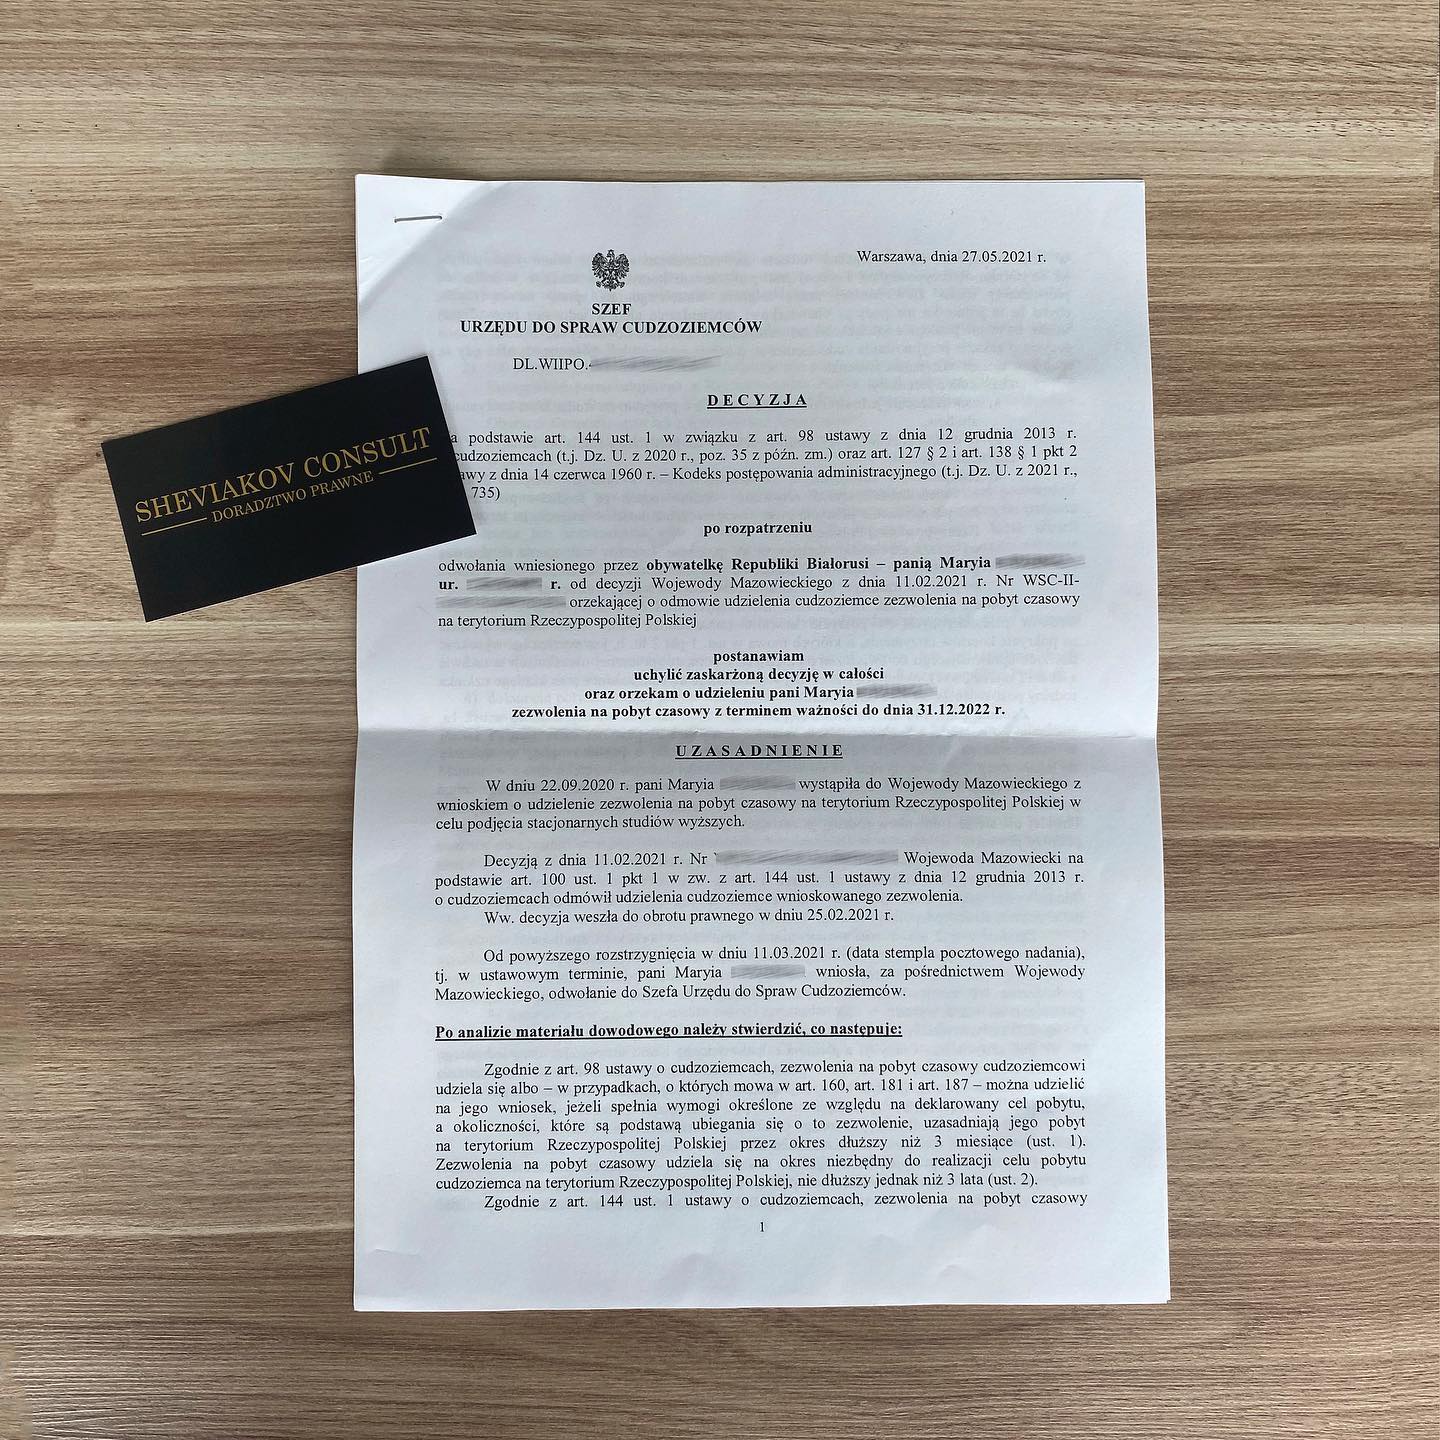 Warszawa, dnia 27.05.2021 r.
SZEF
URZĘDU DO SPRAW CUDZOZIEMCÓW
DL.WIIPO.
DECYZJA
podstawie art. 144 ust. 1 w związku z art. 98 ustawy z dnia 12 grudnia 2013 r.
cudzoziemcach (t.j. Dz. U. z 2020 r., poz. 35 z późn. zm.) oraz art. 127 § 2 i art. 138 § 1 pkt 2
z dnia 14 czerwca 1960 r. – Kodeks postępowania administracyjnego (t.j. Dz. U. z 2021 r.,
735)
SHEVIAKOV CONSULT
DORADZTWO PRAWNE
po rozpatrzeniu
odwołania wniesionego przez obywatelkę Republiki Białorusi – panią Maryia
ur. r. od decyzji Wojewody Mazowieckiego z dnia 11.02.2021 r. Nr WSC-II-
orzekającej o odmowie udzielenia cudzoziemce zezwolenia na pobyt czasowy
na terytorium Rzeczypospolitej Polskiej
postanawiam
uchylić zaskarżoną decyzję w całości
oraz orzekam o udzieleniu pani Maryia
zezwolenia na pobyt czasowy z terminem ważności do dnia 31.12.2022 r.
UZASADNIENIE
W dniu 22.09.2020 r. pani Maryia wystąpiła do Wojewody Mazowieckiego z
wnioskiem o udzielenie zezwolenia na pobyt czasowy na terytorium Rzeczypospolitej Polskiej w
celu podjęcia stacjonarnych studiów wyższych.
Decyzją z dnia 11.02.2021 r. Nr Wojewoda Mazowiecki na
podstawie art. 100 ust. 1 pkt 1 w zw. z art. 144 ust. 1 ustawy z dnia 12 grudnia 2013 r.
o cudzoziemcach odmówił udzielenia cudzoziemce wnioskowanego zezwolenia.
Ww. decyzja weszła do obrotu prawnego w dniu 25.02.2021 r.
Od powyższego rozstrzygnięcia w dniu 11.03.2021 r. (data stempla pocztowego nadania),
tj. w ustawowym terminie, pani Maryia wniosła, za pośrednictwem Wojewody
Mazowieckiego, odwołanie do Szefa Urzędu do Spraw Cudzoziemców.
Po analizie materiału dowodowego należy stwierdzić, co następuje:
Zgodnie z art. 98 ustawy o cudzoziemcach, zezwolenia na pobyt czasowy cudzoziemcowi
udziela się albo – w przypadkach, o których mowa w art. 160, art. 181 i art. 187 – można udzielić
na jego wniosek, jeżeli spełnia wymogi określone ze względu na deklarowany cel pobytu,
a okoliczności, które są podstawą ubiegania się o to zezwolenie, uzasadniają jego pobyt
na terytorium Rzeczypospolitej Polskiej przez okres dłuższy niż 3 miesiące (ust. 1).
Zezwolenia na pobyt czasowy udziela się na okres niezbędny do realizacji celu pobytu
cudzoziemca na terytorium Rzeczypospolitej Polskiej, nie dłuższy jednak niż 3 lata (ust. 2).
Zgodnie z art. 144 ust. 1 ustawy o cudzoziemcach, zezwolenia na pobyt czasowy
1